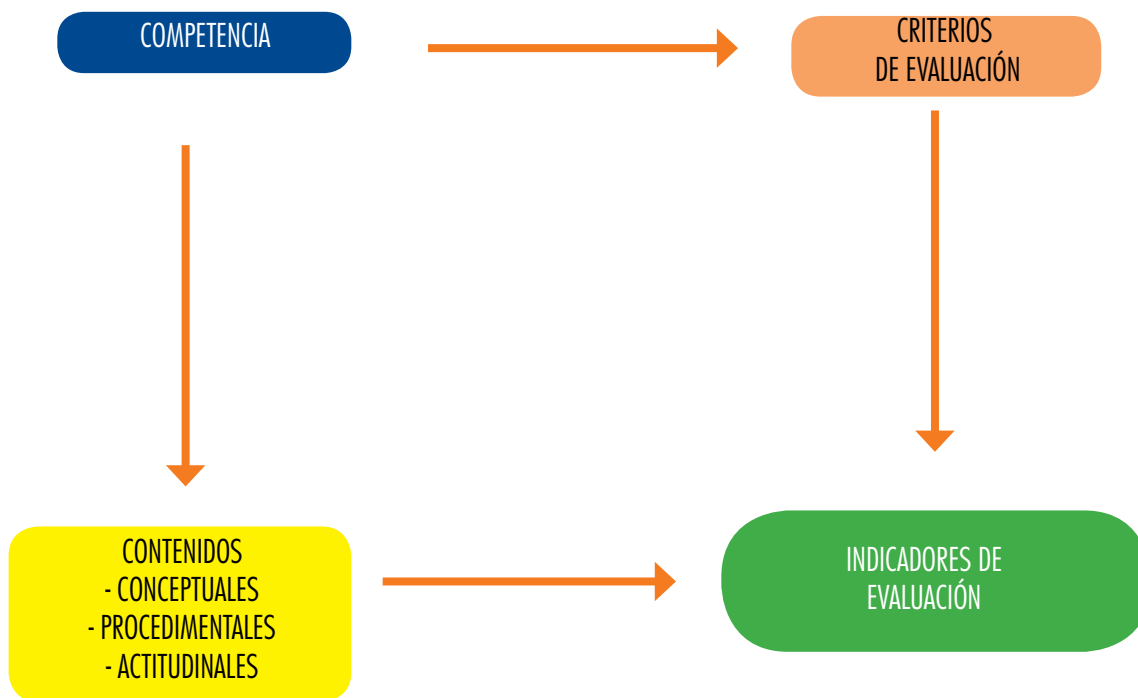 COMPETENCIA
CRITERIOS
DE EVALUACIÓN
CONTENIDOS
- CONCEPTUALES
- PROCEDIMENTALES
- ACTITUDINALES
INDICADORES DE
EVALUACIÓN